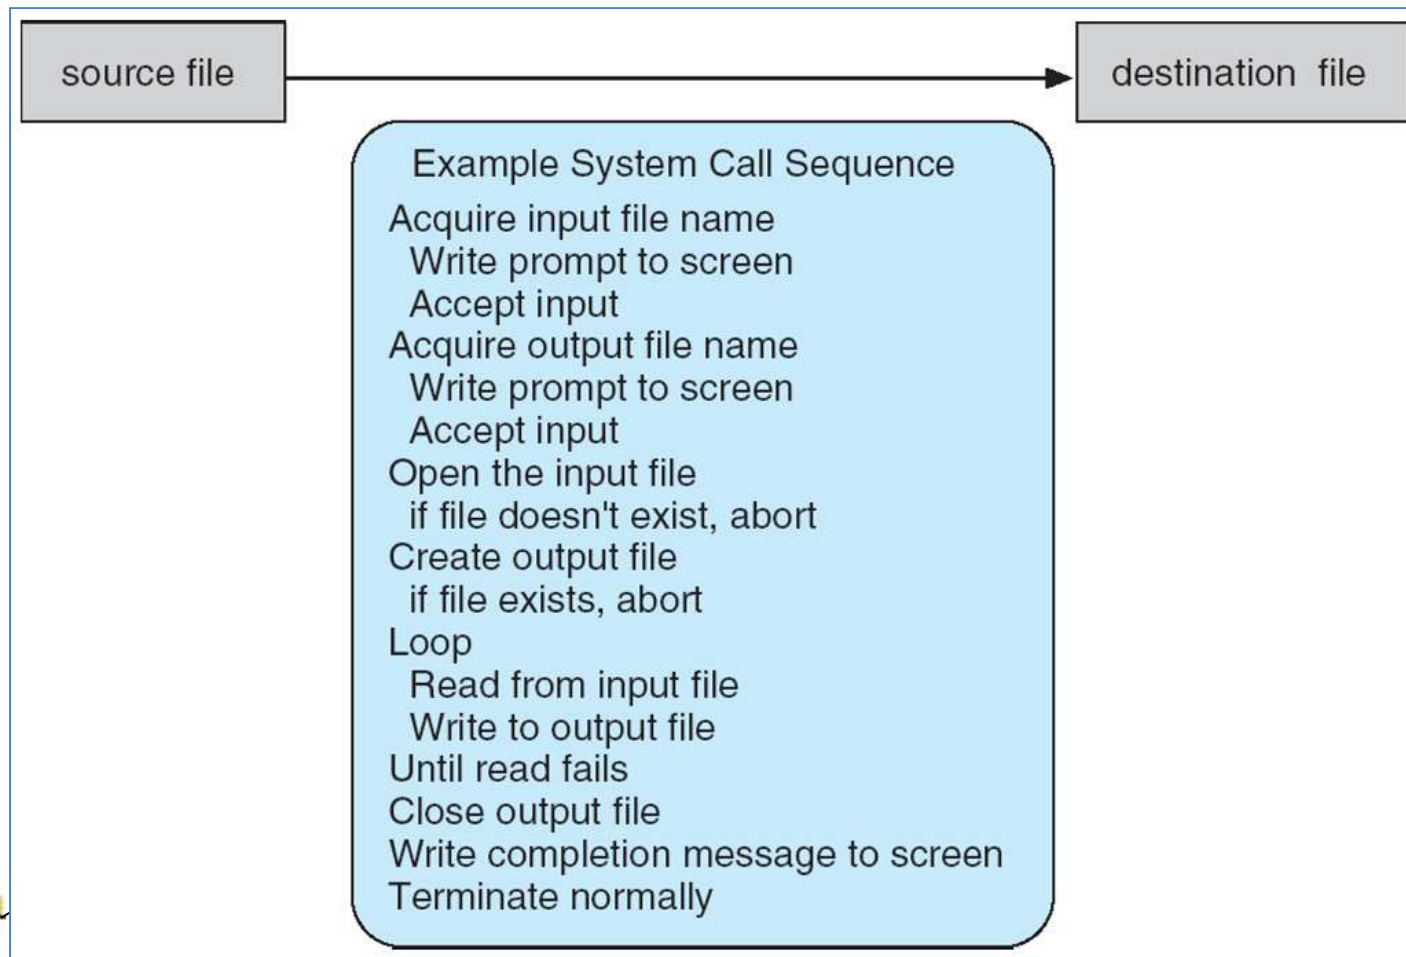 source file
destination file
Example System Call Sequence
Acquire input file name
Write prompt to screen
Accept input
Acquire output file name
Write prompt to screen
Accept input
Open the input file
if file doesn't exist, abort
Create output file
if file exists, abort
Loop
Read from input file
Write to output file
Until read fails
Close output file
Write completion message to screen
Terminate normally